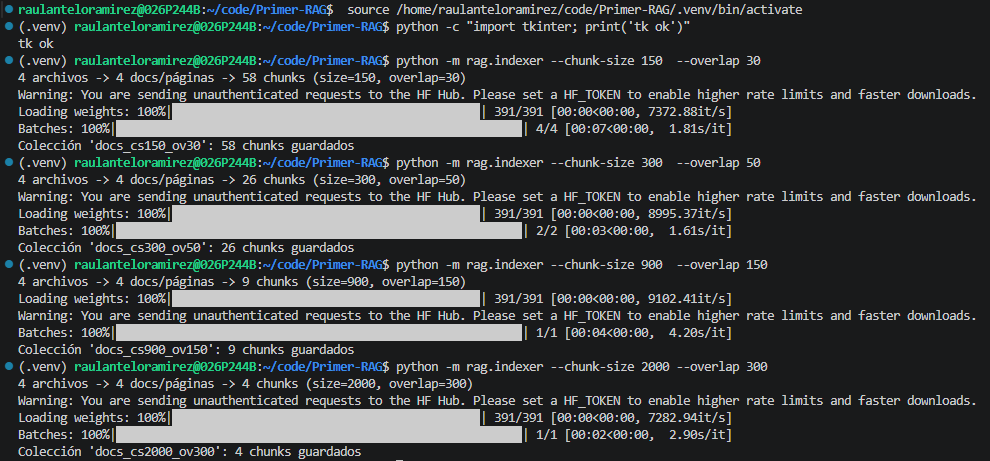 raulanteloramirez@026P244B:~/code/Primer-RAG$  source /home/raulanteloramirez/code/Primer-RAG/.venv/bin/activate
(.venv) raulanteloramirez@026P244B:~/code/Primer-RAG$ python -c "import tkinter; print('tk ok')"
tk ok
(.venv) raulanteloramirez@026P244B:~/code/Primer-RAG$ python -m rag.indexer --chunk-size 150  --overlap 30
4 archivos -> 4 docs/páginas -> 58 chunks (size=150, overlap=30)
Warning: You are sending unauthenticated requests to the HF Hub. Please set a HF_TOKEN to enable higher rate limits and faster downloads.
Loading weights: 100%| | 391/391 [00:00<00:00, 7372.88it/s]
Batches: 100%| | 4/4 [00:07<00:00,  1.81s/it]
Colección 'docs_cs150_ov30': 58 chunks guardados
(.venv) raulanteloramirez@026P244B:~/code/Primer-RAG$ python -m rag.indexer --chunk-size 300  --overlap 50
4 archivos -> 4 docs/páginas -> 26 chunks (size=300, overlap=50)
Warning: You are sending unauthenticated requests to the HF Hub. Please set a HF_TOKEN to enable higher rate limits and faster downloads.
Loading weights: 100%| | 391/391 [00:00<00:00, 8995.37it/s]
Batches: 100%| | 2/2 [00:03<00:00,  1.61s/it]
Colección 'docs_cs300_ov50': 26 chunks guardados
(.venv) raulanteloramirez@026P244B:~/code/Primer-RAG$ python -m rag.indexer --chunk-size 900  --overlap 150
4 archivos -> 4 docs/páginas -> 9 chunks (size=900, overlap=150)
Warning: You are sending unauthenticated requests to the HF Hub. Please set a HF_TOKEN to enable higher rate limits and faster downloads.
Loading weights: 100%| | 391/391 [00:00<00:00, 9102.41it/s]
Batches: 100%| | 1/1 [00:04<00:00,  4.20s/it]
Colección 'docs_cs900_ov150': 9 chunks guardados
(.venv) raulanteloramirez@026P244B:~/code/Primer-RAG$ python -m rag.indexer --chunk-size 2000 --overlap 300
4 archivos -> 4 docs/páginas -> 4 chunks (size=2000, overlap=300)
Warning: You are sending unauthenticated requests to the HF Hub. Please set a HF_TOKEN to enable higher rate limits and faster downloads.
Loading weights: 100%| | 391/391 [00:00<00:00, 7282.94it/s]
Batches: 100%| | 1/1 [00:02<00:00,  2.90s/it]
Colección 'docs_cs2000_ov300': 4 chunks guardados